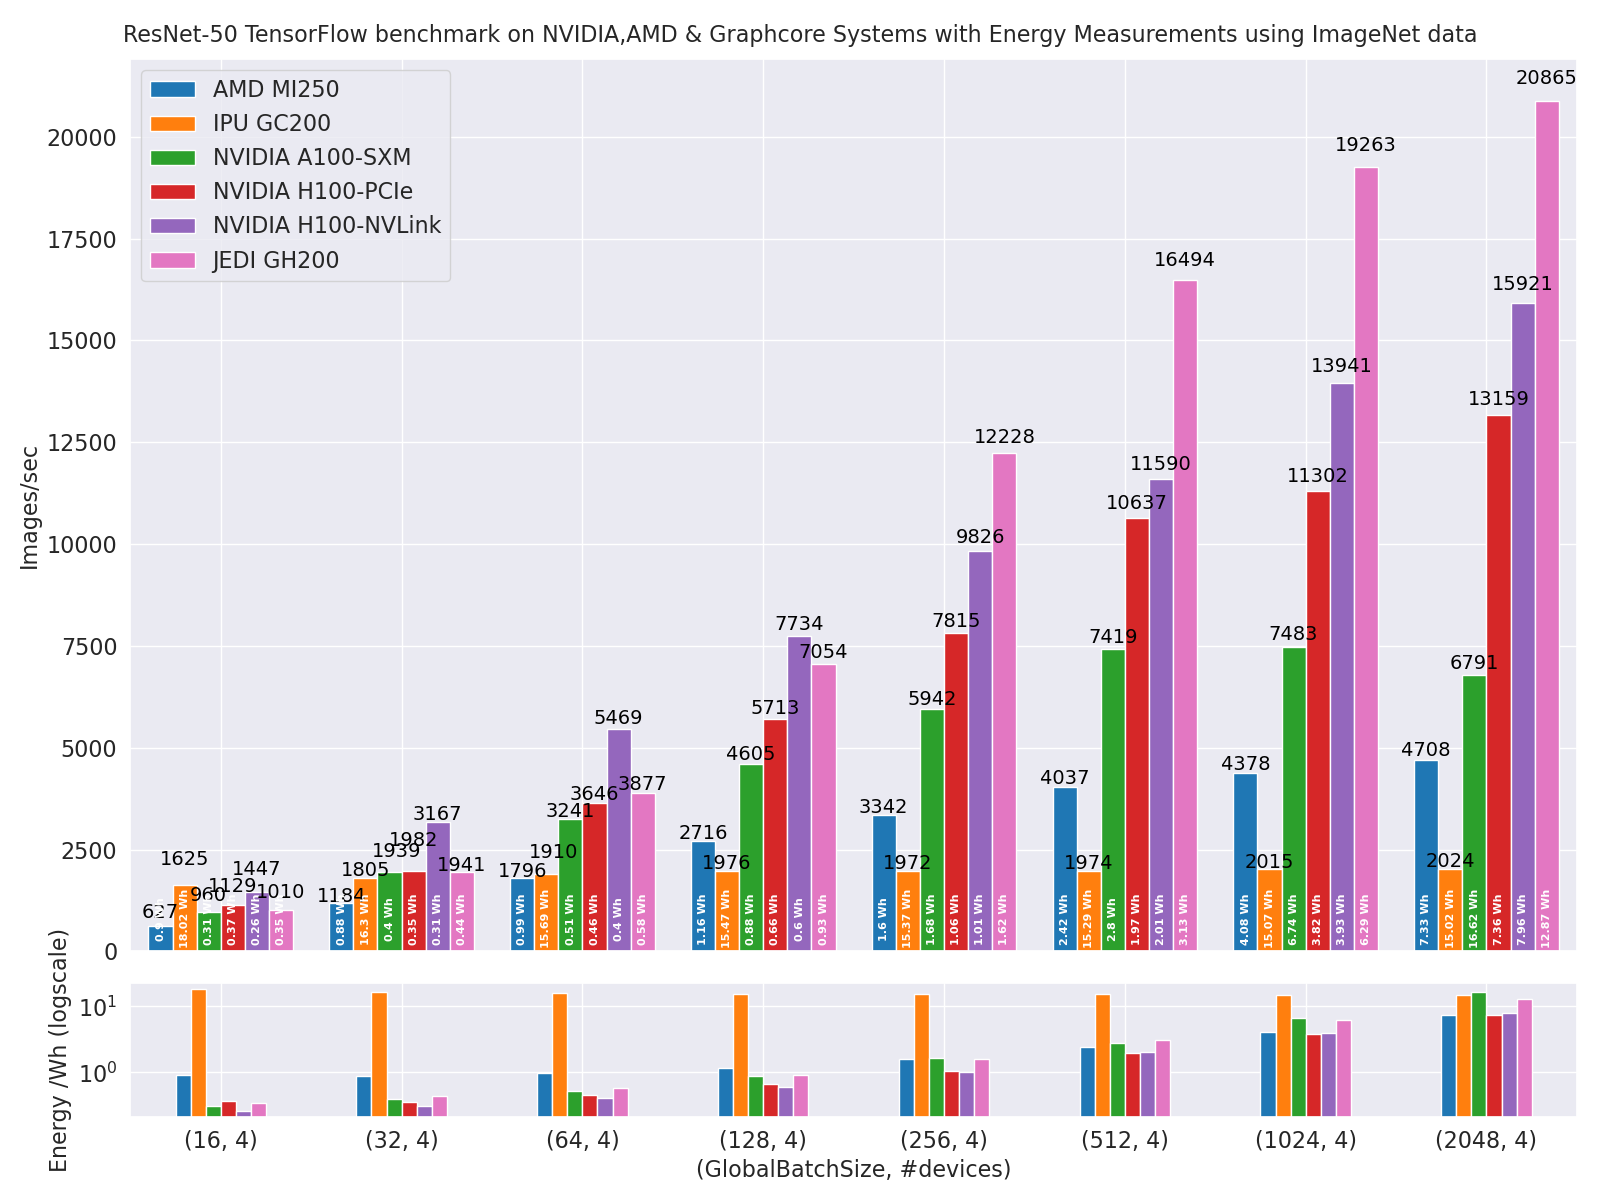 ResNet-50 TensorFlow benchmark on NVIDIA,AMD & Graphcore Systems with Energy Measurements using ImageNet data
AMD MI250
IPU GC200
NVIDIA A100-SXM
NVIDIA H100-PCIe
NVIDIA H100-NVLink
JEDI GH200
Images/sec
20000
17500
15000
12500
10000
7500
5000
2500
0
627 1625 960 1129 1447 1010
1184 1805 1939 1982 3167 1941
1796 1910 3241 3646 5469 3877
2716 1976 4605 5713 7734 7054
3342 1972 5942 7815 9826 12228
4037 1974 7419 10637 11590 16494
4378 2015 7483 11302 13941 19263
4708 2024 6791 13159 15921 20865
18.02 Wh 0.31 Wh 0.37 Wh 0.26 Wh 0.35 Wh
0.88 Wh 16.3 Wh 0.4 Wh 0.35 Wh 0.31 Wh 0.44 Wh
0.99 Wh 15.69 Wh 0.51 Wh 0.46 Wh 0.4 Wh 0.58 Wh
1.16 Wh 15.47 Wh 0.88 Wh 0.66 Wh 0.6 Wh 0.93 Wh
1.6 Wh 15.37 Wh 1.68 Wh 1.06 Wh 1.01 Wh 1.62 Wh
2.42 Wh 15.29 Wh 2.8 Wh 1.97 Wh 2.01 Wh 3.13 Wh
4.08 Wh 15.07 Wh 6.74 Wh 3.82 Wh 3.93 Wh 6.29 Wh
7.33 Wh 15.02 Wh 16.62 Wh 7.36 Wh 7.96 Wh 12.87 Wh
Energy /Wh (logscale)
10¹
10⁰
(16, 4) (32, 4) (64, 4) (128, 4) (256, 4) (512, 4) (1024, 4) (2048, 4)
(GlobalBatchSize, #devices)